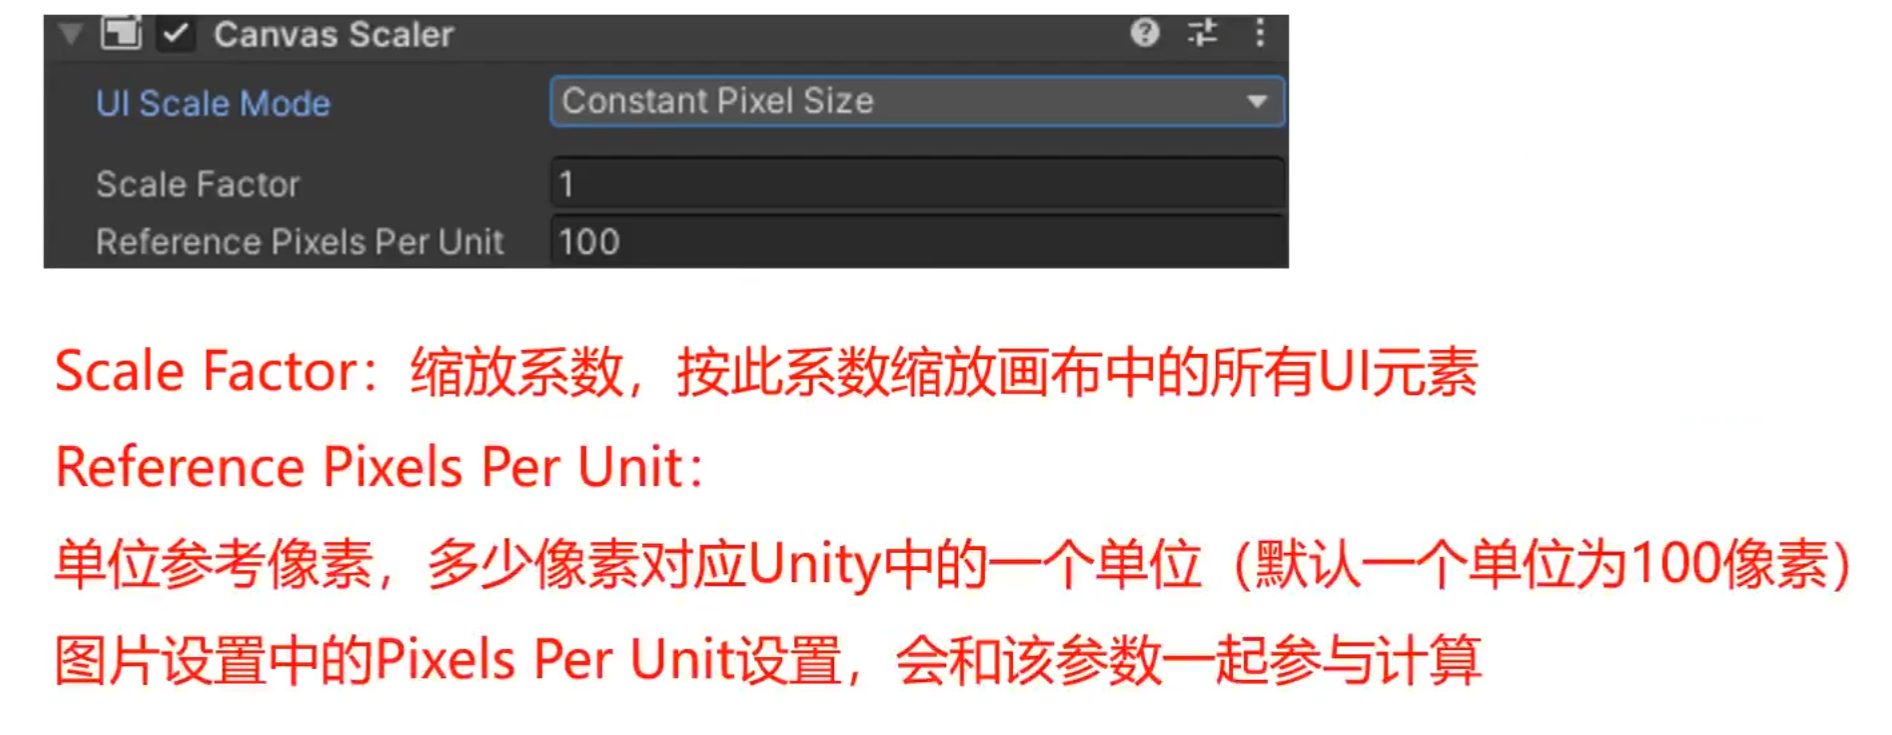 Canvas Scaler
UI Scale Mode Constant Pixel Size
Scale Factor 1
Reference Pixels Per Unit 100
Scale Factor：缩放系数，按此系数缩放画布中的所有UI元素
Reference Pixels Per Unit：
单位参考像素，多少像素对应Unity中的一个单位（默认一个单位为100像素）
图片设置中的Pixels Per Unit设置，会和该参数一起参与计算